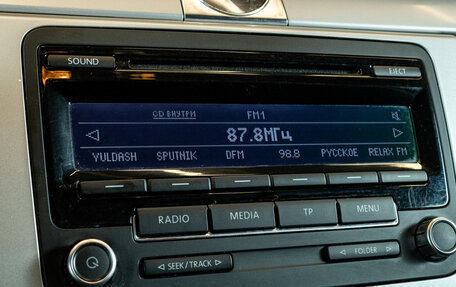 SOUND
EJECT
CD ВНУТРИ FM1
87.8МГц
YULDASH SPUTNIK DFM 98.8 РУССКОЕ RELAX FM
RADIO MEDIA TP MENU
SEEK/TRACK FOLDER